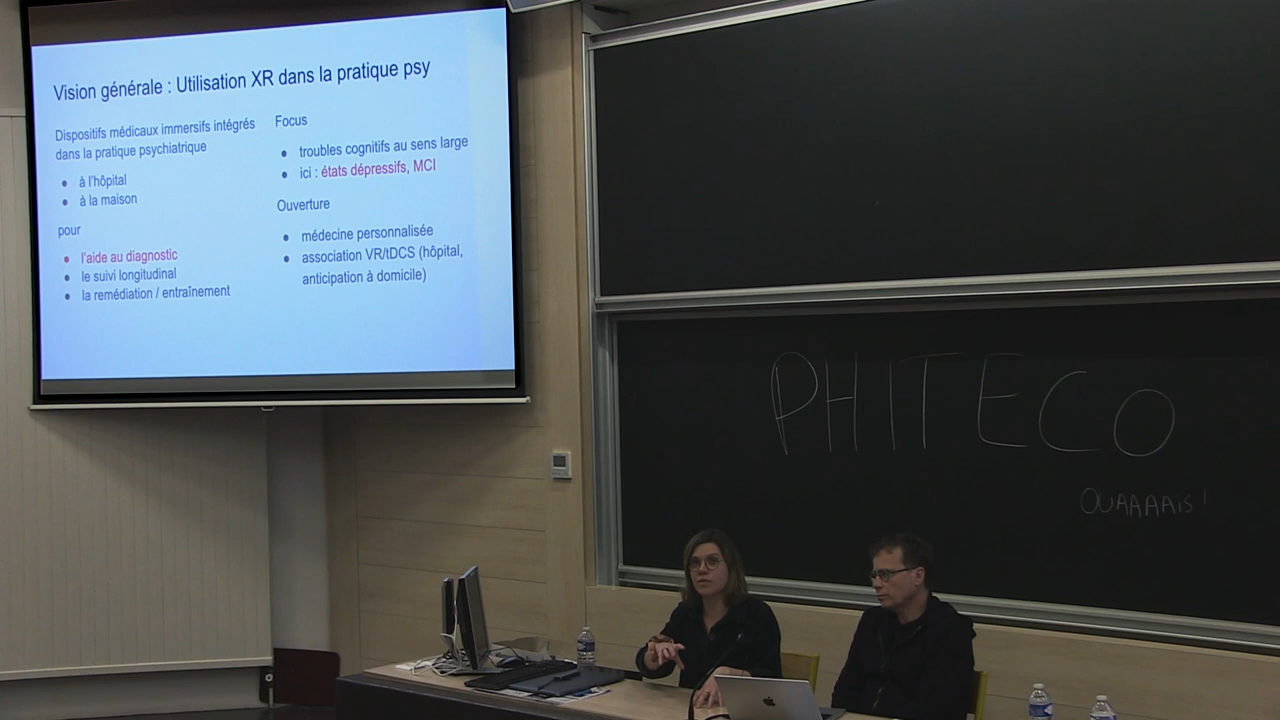 Vision générale : Utilisation XR dans la pratique psy
Dispositifs médicaux immersifs intégrés
dans la pratique psychiatrique
à l'hôpital
à la maison
pour
l'aide au diagnostic
le suivi longitudinal
la remédiation / entraînement
Focus
troubles cognitifs au sens large
ici : états dépressifs, MCI
Ouverture
médecine personnalisée
association VR/tDCS (hôpital,
anticipation à domicile)
PHITECO
OUAAAAis !